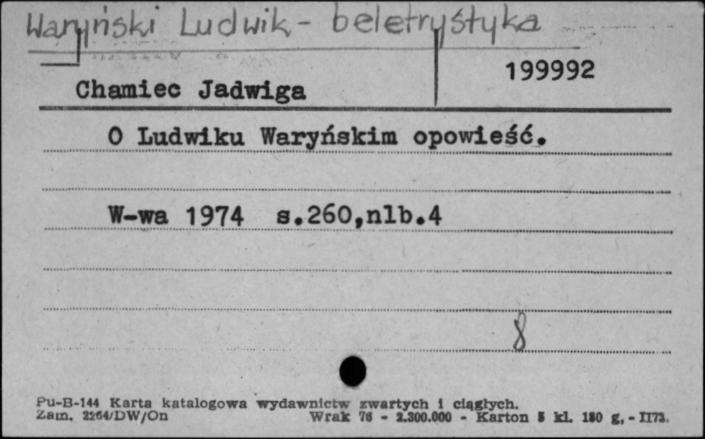 Waryński Ludwik - beletrystyka
199992
Chamiec Jadwiga
O Ludwiku Waryńskim opowieść.
W-wa 1974 s.260,nlb.4
8
Pu-B-144 Karta katalogowa wydawnictw zwartych i ciągłych.
Zam. 2264/DW/On Wrak 76 - 2.300.000 - Karton 5 kl. 180 g, - II73.